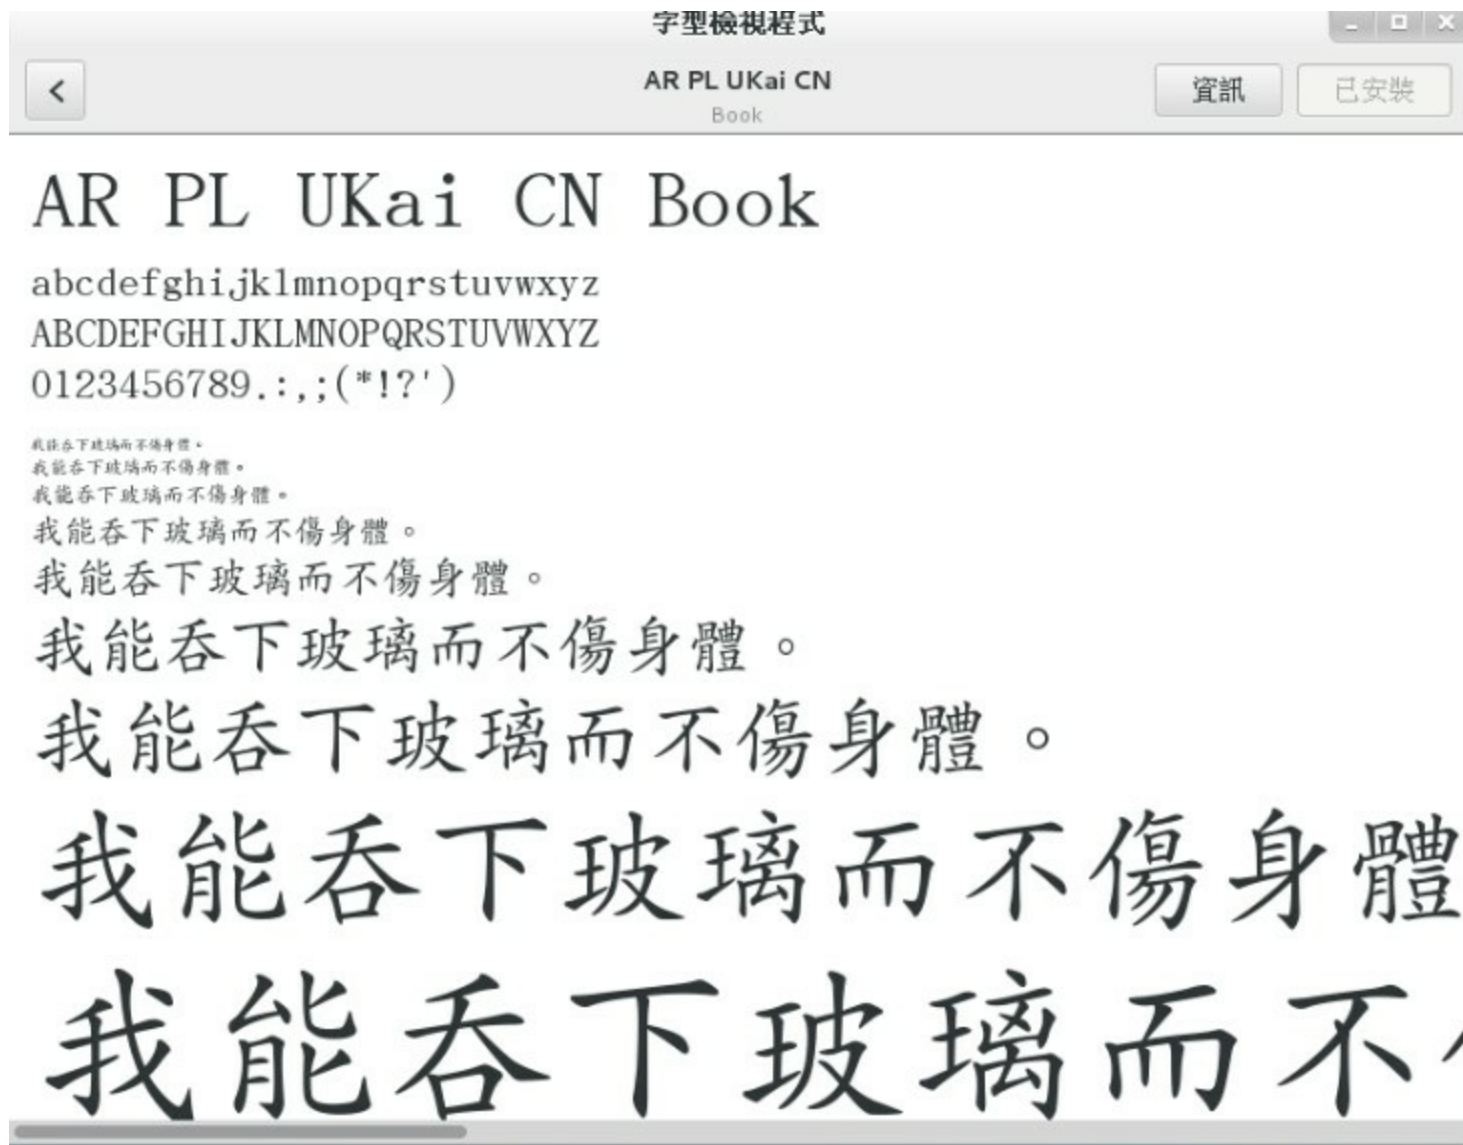 字型檢視程式
AR PL UKai CN
Book
資訊
已安裝
AR PL UKai CN Book
abcdefghijklmnopqrstuvwxyz
ABCDEFGHIJKLMNOPQRSTUVWXYZ
0123456789.:,;(*!?')
我能吞下玻璃而不傷身體。
我能吞下玻璃而不傷身體。
我能吞下玻璃而不傷身體。
我能吞下玻璃而不傷身體。
我能吞下玻璃而不傷身體。
我能吞下玻璃而不傷身體。
我能吞下玻璃而不傷身體。
我能吞下玻璃而不傷身體
我能吞下玻璃而不